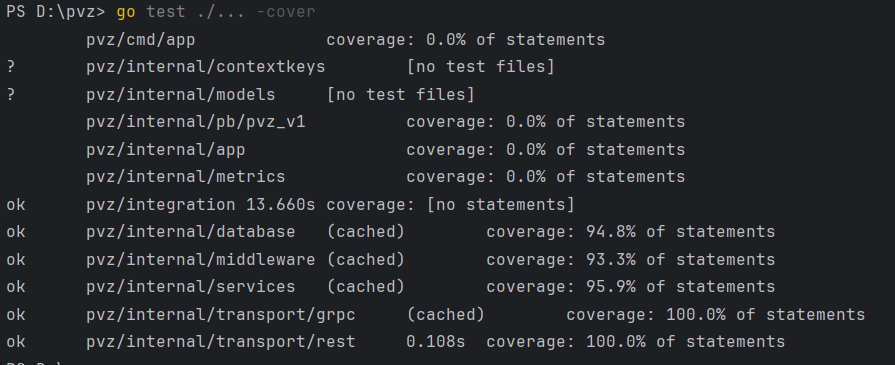 PS D:\pvz> go test ./... -cover
pvz/cmd/app coverage: 0.0% of statements
? pvz/internal/contextkeys [no test files]
? pvz/internal/models [no test files]
pvz/internal/pb/pvz_v1 coverage: 0.0% of statements
pvz/internal/app coverage: 0.0% of statements
pvz/internal/metrics coverage: 0.0% of statements
ok pvz/integration 13.660s coverage: [no statements]
ok pvz/internal/database (cached) coverage: 94.8% of statements
ok pvz/internal/middleware (cached) coverage: 93.3% of statements
ok pvz/internal/services (cached) coverage: 95.9% of statements
ok pvz/internal/transport/grpc (cached) coverage: 100.0% of statements
ok pvz/internal/transport/rest 0.108s coverage: 100.0% of statements